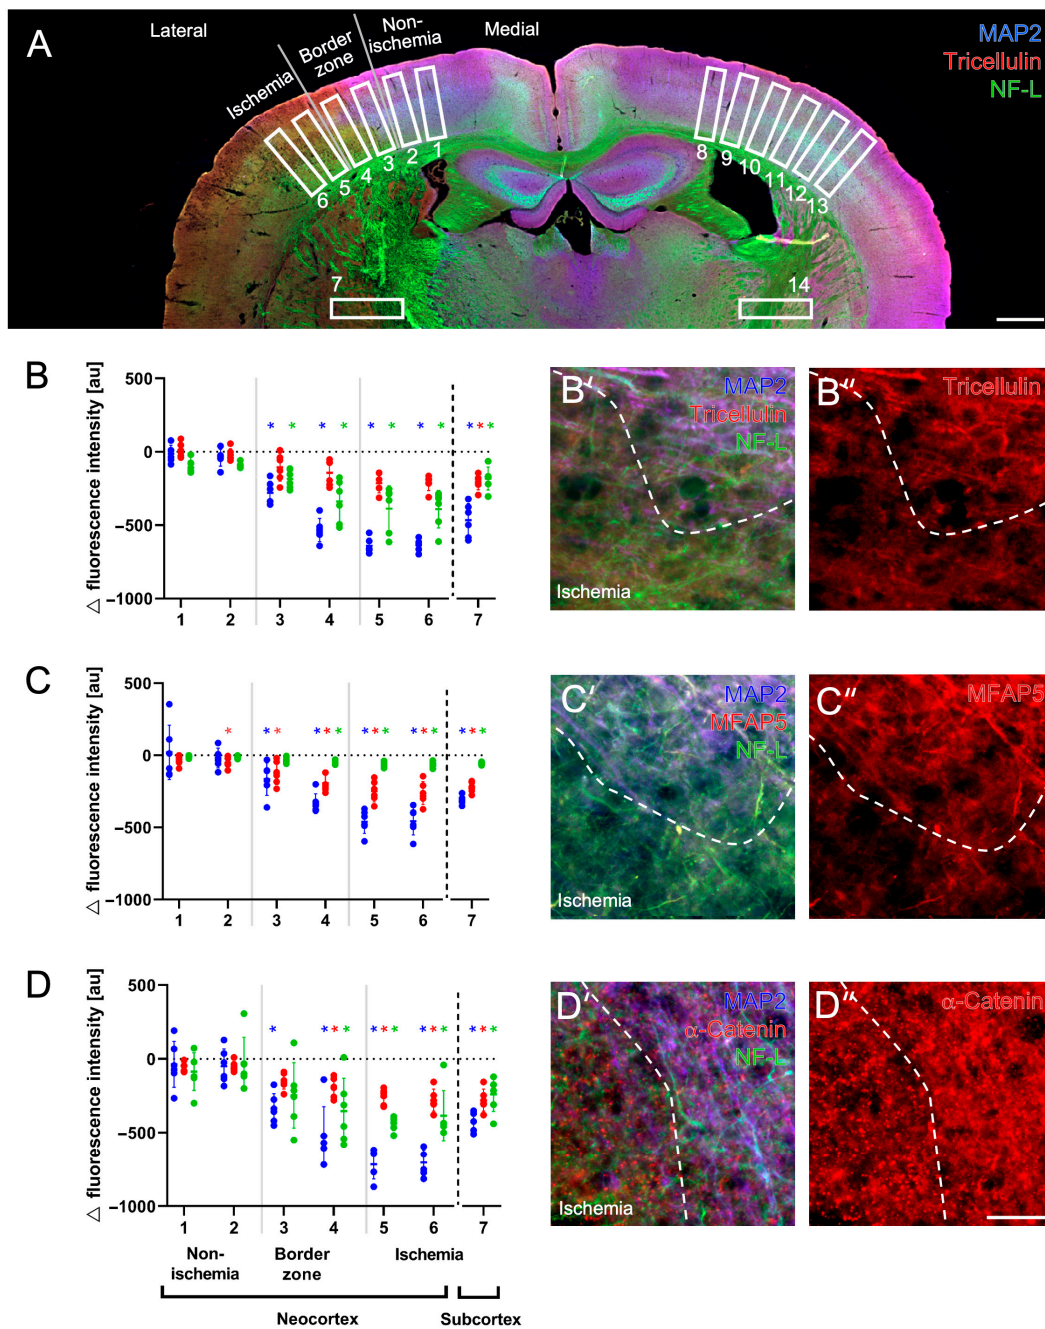 A
Lateral
Ischemia
Border
zone
Non-
ischemia
Medial
MAP2
Tricellulin
NF-L
6
5
4
3
2
1
8
9
10
11
12
13
7
14
B
△ fluorescence intensity [au]
500
0
−500
−1000
* * * * * * * * * * *
1 2 3 4 5 6 7
B'
MAP2
Tricellulin
NF-L
Ischemia
B"
Tricellulin
C
△ fluorescence intensity [au]
500
0
−500
−1000
* * * * * * * * * * * * * * *
1 2 3 4 5 6 7
C'
MAP2
MFAP5
NF-L
Ischemia
C"
MFAP5
D
△ fluorescence intensity [au]
500
0
−500
−1000
* * * * * * * * * * * * *
1 2 3 4 5 6 7
Non-
ischemia
Border
zone
Ischemia
Neocortex
Subcortex
D'
MAP2
α-Catenin
NF-L
Ischemia
D"
α-Catenin